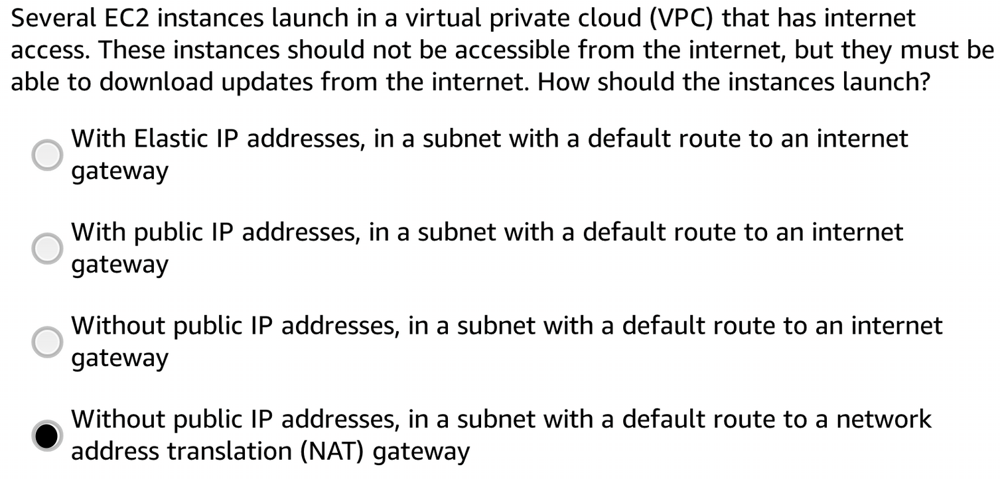 Several EC2 instances launch in a virtual private cloud (VPC) that has internet
access. These instances should not be accessible from the internet, but they must be
able to download updates from the internet. How should the instances launch?
With Elastic IP addresses, in a subnet with a default route to an internet
gateway
With public IP addresses, in a subnet with a default route to an internet
gateway
Without public IP addresses, in a subnet with a default route to an internet
gateway
Without public IP addresses, in a subnet with a default route to a network
address translation (NAT) gateway